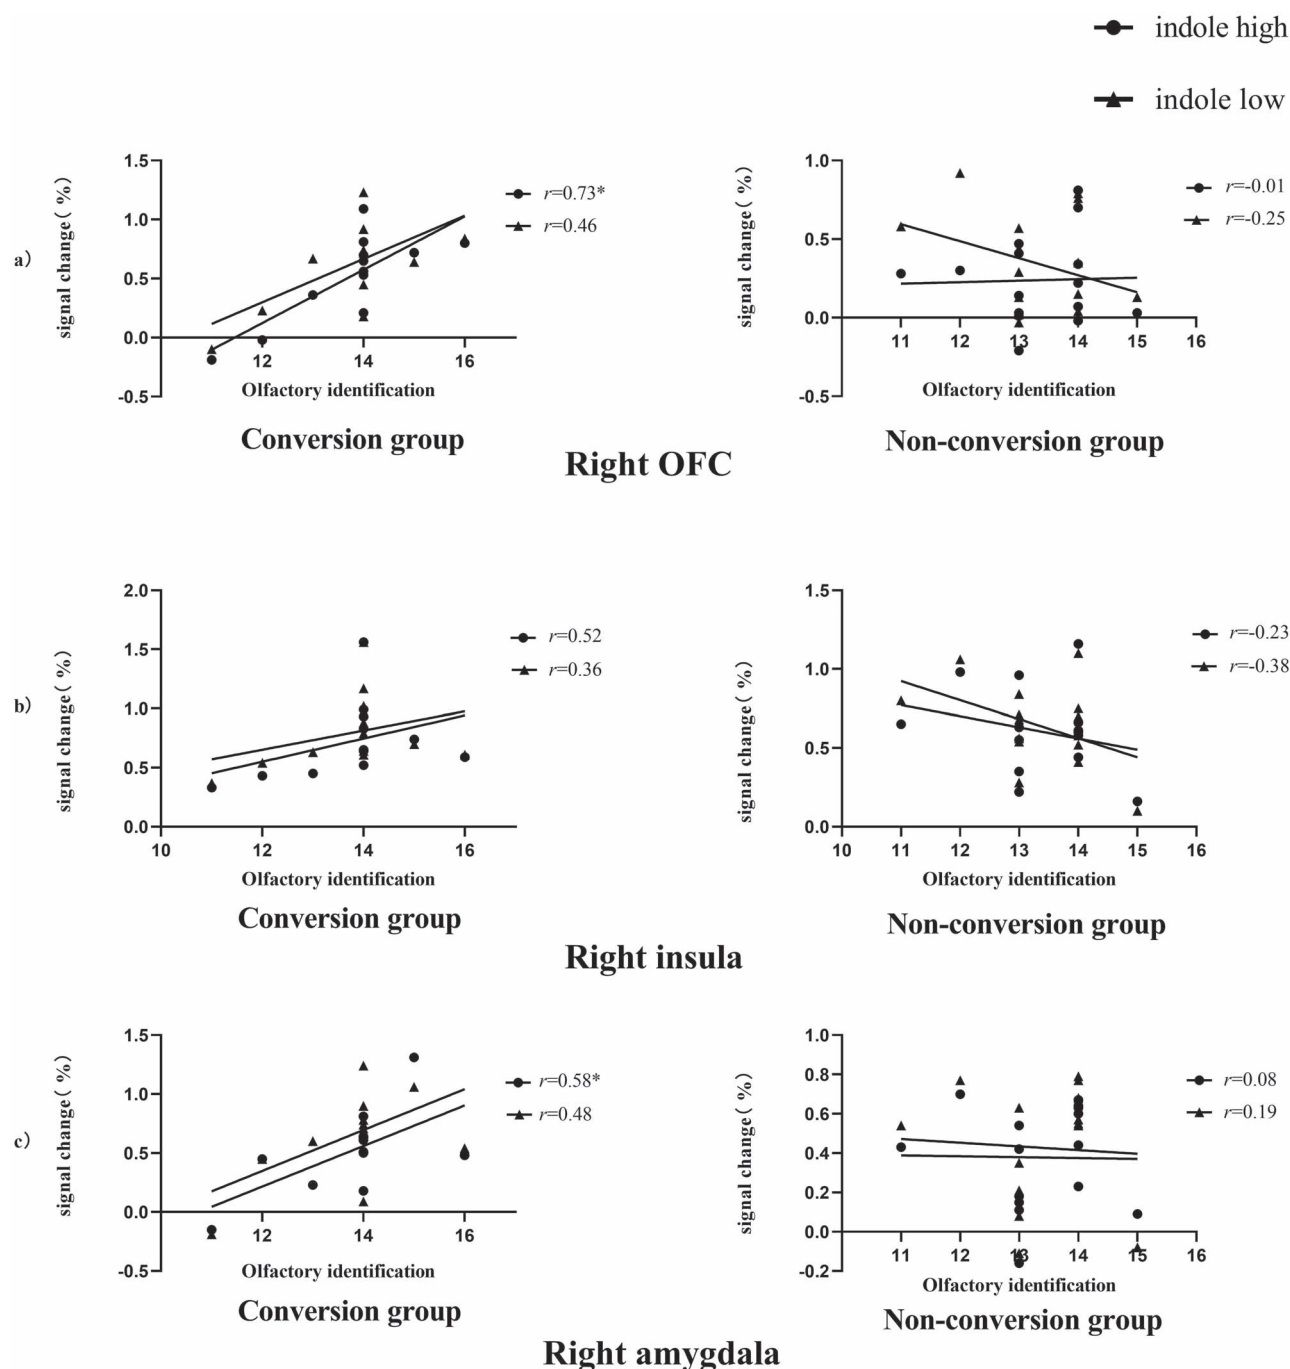 indole high
indole low
a)
signal change( %)
1.5
1.0
0.5
0.0
-0.5
12
14
16
r=0.73*
r=0.46
Olfactory identification
Conversion group
signal change( %)
1.0
0.5
0.0
-0.5
11
12
13
14
15
16
r=-0.01
r=-0.25
Olfactory identification
Non-conversion group
Right OFC
b)
signal change( %)
2.0
1.5
1.0
0.5
0.0
10
12
14
16
r=0.52
r=0.36
Olfactory identification
Conversion group
signal change( %)
1.5
1.0
0.5
0.0
10
11
12
13
14
15
16
r=-0.23
r=-0.38
Olfactory identification
Non-conversion group
Right insula
c)
signal change( %)
1.5
1.0
0.5
0.0
-0.5
12
14
16
r=0.58*
r=0.48
Olfactory identification
Conversion group
signal change( %)
1.0
0.8
0.6
0.4
0.2
0.0
-0.2
11
12
13
14
15
16
r=0.08
r=0.19
Olfactory identification
Non-conversion group
Right amygdala